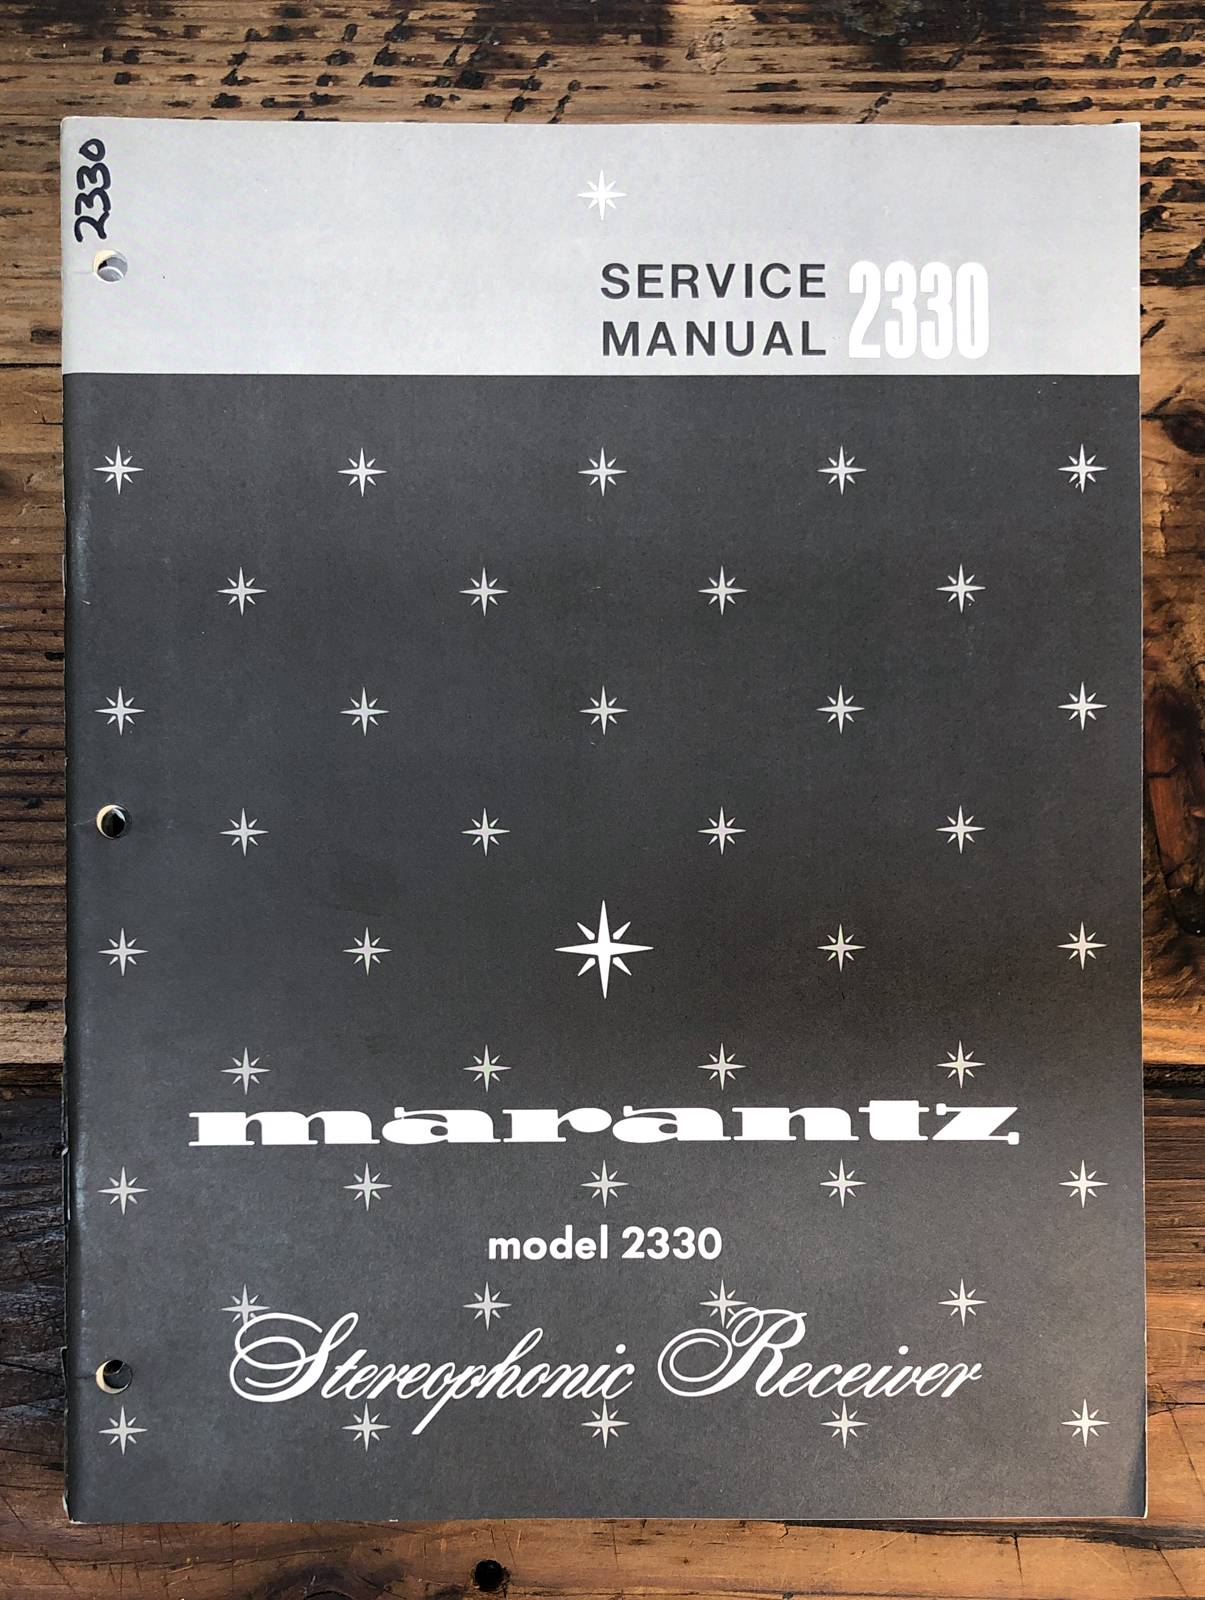 2330
SERVICE
MANUAL 2330
marantz
model 2330
Stereophonic Receiver